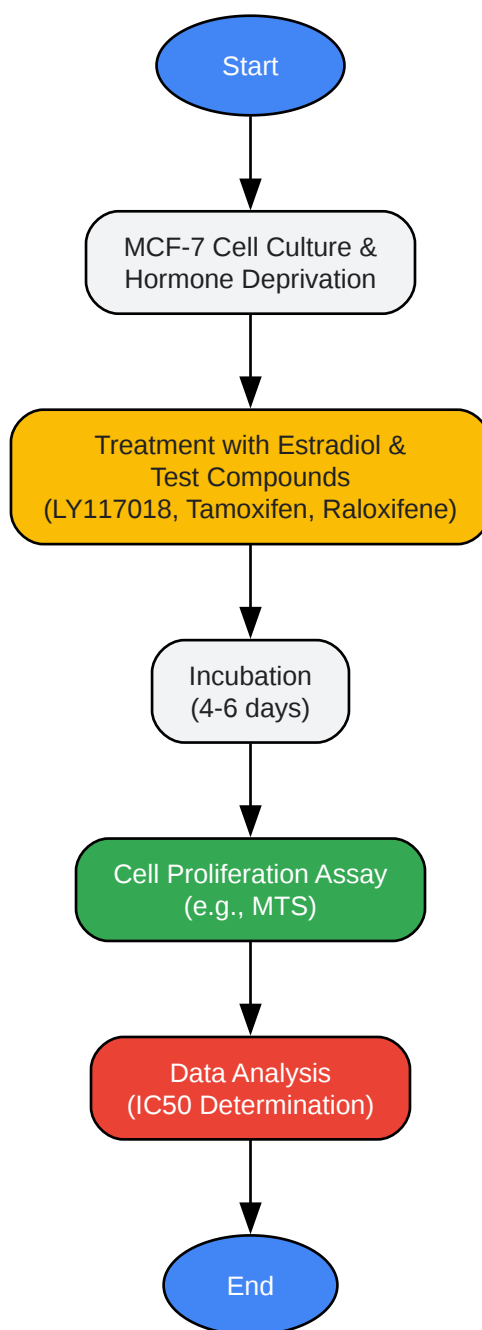 Start
MCF-7 Cell Culture &
Hormone Deprivation
Treatment with Estradiol &
Test Compounds
(LY117018, Tamoxifen, Raloxifene)
Incubation
(4-6 days)
Cell Proliferation Assay
(e.g., MTS)
Data Analysis
(IC50 Determination)
End